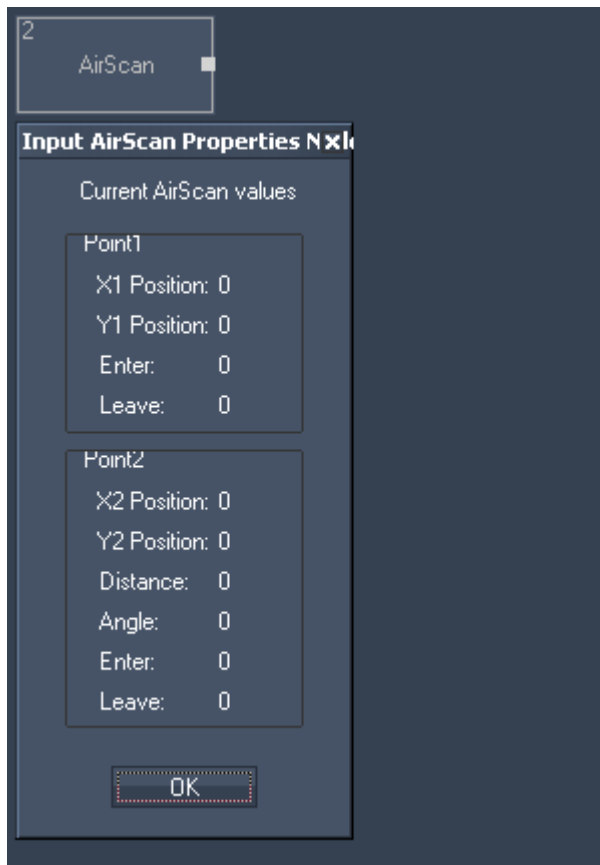 2
AirScan
Input AirScan Properties N
Current AirScan values
Point1
X1 Position: 0
Y1 Position: 0
Enter: 0
Leave: 0
Point2
X2 Position: 0
Y2 Position: 0
Distance: 0
Angle: 0
Enter: 0
Leave: 0
OK